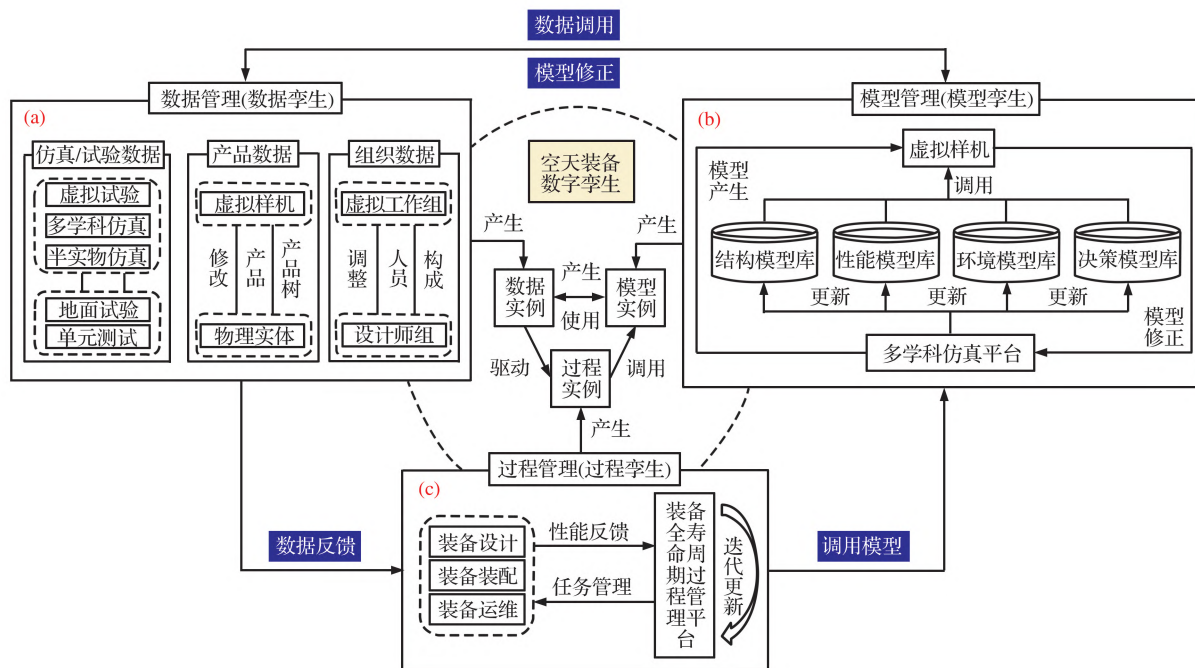 数据调用
模型修正
数据管理(数据孪生)
模型管理(模型孪生)
(a)
仿真/试验数据
虚拟试验
多学科仿真
半实物仿真
地面试验
单元测试
产品数据
虚拟样机
修改
产品
产品树
物理实体
组织数据
虚拟工作组
调整
人员
构成
设计师组
空天装备
数字孪生
产生
产生
数据
实例
产生
使用
模型
实例
驱动
过程
实例
调用
产生
(b)
虚拟样机
模型
产生
调用
结构模型库
性能模型库
环境模型库
决策模型库
更新
更新
更新
模型
修正
多学科仿真平台
过程管理(过程孪生)
(c)
装备设计
装备装配
装备运维
性能反馈
任务管理
装备
全寿
命周
期过
程管
理平
台
迭代更新
数据反馈
调用模型